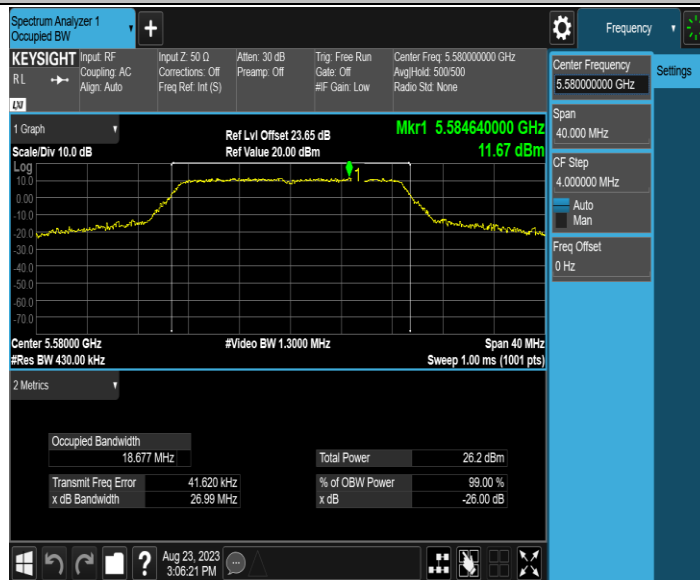 Spectrum Analyzer 1
Occupied BW
+
Frequency
KEYSIGHT
R L
LXI
Input: RF
Coupling: AC
Align: Auto
Input Z: 50 Ω
Corrections: Off
Freq Ref: Int (S)
Atten: 30 dB
Preamp: Off
Trig: Free Run
Gate: Off
#IF Gain: Low
Center Freq: 5.580000000 GHz
Avg|Hold: 500/500
Radio Std: None
Center Frequency
5.580000000 GHz
Settings
Span
40.000 MHz
CF Step
4.000000 MHz
Auto
Man
Freq Offset
0 Hz
1 Graph
Scale/Div 10.0 dB
Ref Lvl Offset 23.65 dB
Ref Value 20.00 dBm
Mkr1 5.584640000 GHz
11.67 dBm
Log
10.0
0.00
-10.0
-20.0
-30.0
-40.0
-50.0
-60.0
-70.0
1
Center 5.58000 GHz
#Res BW 430.00 kHz
#Video BW 1.3000 MHz
Span 40 MHz
Sweep 1.00 ms (1001 pts)
2 Metrics
Occupied Bandwidth
18.677 MHz
Transmit Freq Error 41.620 kHz
x dB Bandwidth 26.99 MHz
Total Power 26.2 dBm
% of OBW Power 99.00 %
x dB -26.00 dB
?
Aug 23, 2023
3:06:21 PM